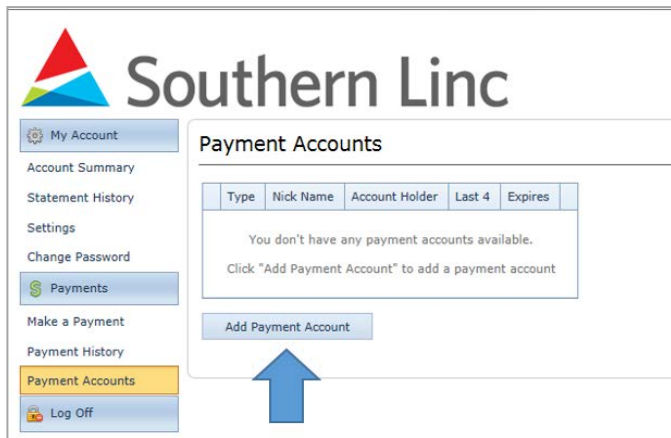 Southern Linc
My Account
Account Summary
Statement History
Settings
Change Password
Payments
Make a Payment
Payment History
Payment Accounts
Log Off
Payment Accounts
Type Nick Name Account Holder Last 4 Expires
You don't have any payment accounts available.
Click "Add Payment Account" to add a payment account
Add Payment Account